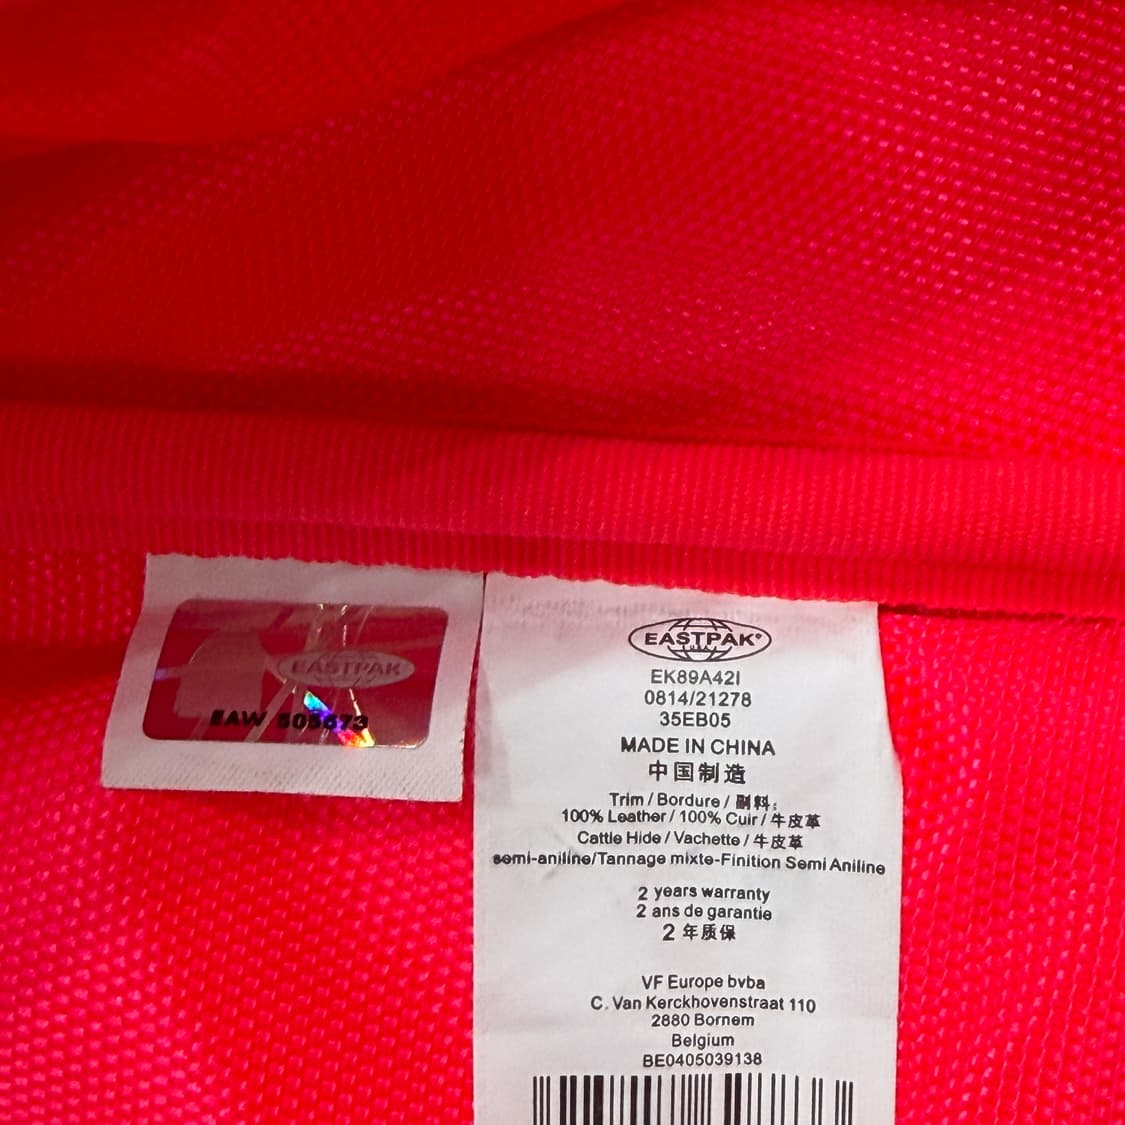 EASTPAK
EAW 505673
EASTPAK®
EK89A42I
0814/21278
35EB05
MADE IN CHINA
中国制造
Trim / Bordure / 副料:
100% Leather / 100% Cuir / 牛皮革
Cattle Hide / Vachette / 牛皮革
semi-aniline/Tannage mixte-Finition Semi Aniline
2 years warranty
2 ans de garantie
2 年质保
VF Europe bvba
C. Van Kerckhovenstraat 110
2880 Bornem
Belgium
BE0405039138